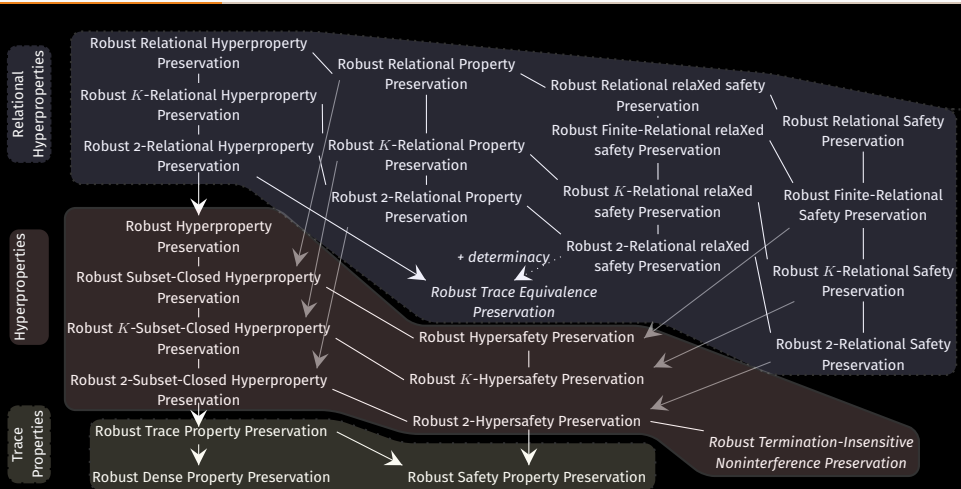 Relational
Hyperproperties
Robust Relational Hyperproperty
Preservation
Robust K-Relational Hyperproperty
Preservation
Robust 2-Relational Hyperproperty
Preservation
Robust Relational Property
Preservation
Robust K-Relational Property
Preservation
Robust 2-Relational Property
Preservation
Robust Relational relaXed safety
Preservation
Robust Finite-Relational relaXed
safety Preservation
Robust K-Relational relaXed
safety Preservation
Robust 2-Relational relaXed
safety Preservation
Robust Relational Safety
Preservation
Robust Finite-Relational
Safety Preservation
Robust K-Relational Safety
Preservation
Robust 2-Relational Safety
Preservation
+ determinacy
Robust Trace Equivalence
Preservation
Hyperproperties
Robust Hyperproperty
Preservation
Robust Subset-Closed Hyperproperty
Preservation
Robust K-Subset-Closed Hyperproperty
Preservation
Robust 2-Subset-Closed Hyperproperty
Preservation
Robust Hypersafety Preservation
Robust K-Hypersafety Preservation
Robust 2-Hypersafety Preservation
Robust Termination-Insensitive
Noninterference Preservation
Trace
Properties
Robust Trace Property Preservation
Robust Dense Property Preservation
Robust Safety Property Preservation